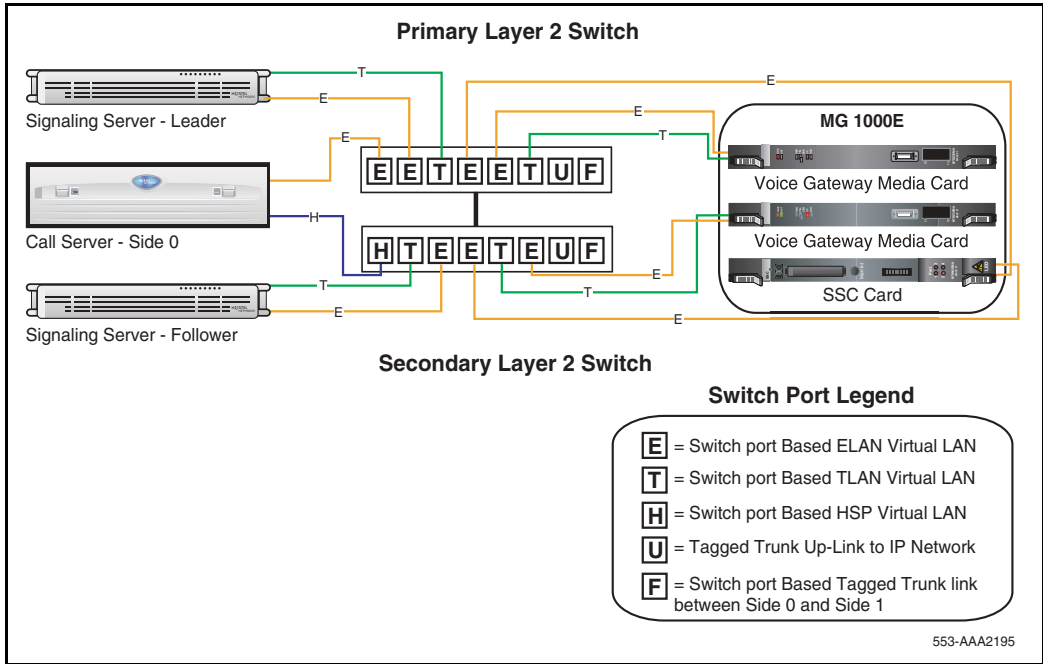 Primary Layer 2 Switch
T
E
E
Signaling Server - Leader
E
E
T
MG 1000E
E E T E E T U F
Voice Gateway Media Card
H
Call Server - Side 0
H T E E T E U F
Voice Gateway Media Card
E
T
T
SSC Card
E
E
Signaling Server - Follower
Secondary Layer 2 Switch
Switch Port Legend
E = Switch port Based ELAN Virtual LAN
T = Switch port Based TLAN Virtual LAN
H = Switch port Based HSP Virtual LAN
U = Tagged Trunk Up-Link to IP Network
F = Switch port Based Tagged Trunk link
between Side 0 and Side 1
553-AAA2195